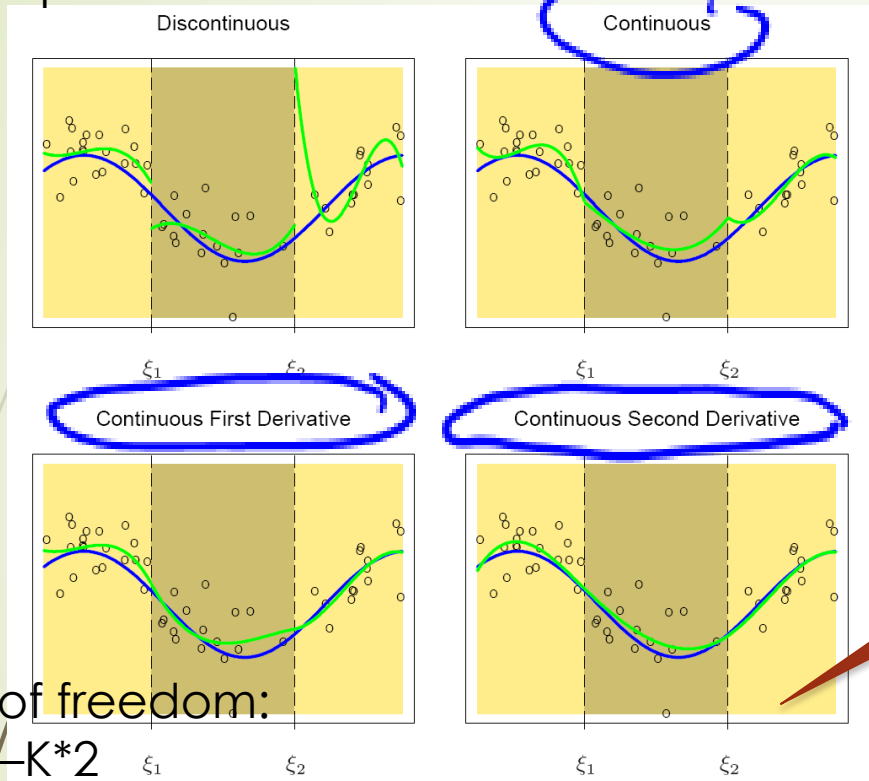 Discontinuous
Continuous
ξ1
ξ2
ξ1
ξ2
Continuous First Derivative
Continuous Second Derivative
of freedom:
–K*2
ξ1
ξ2
ξ1
ξ2